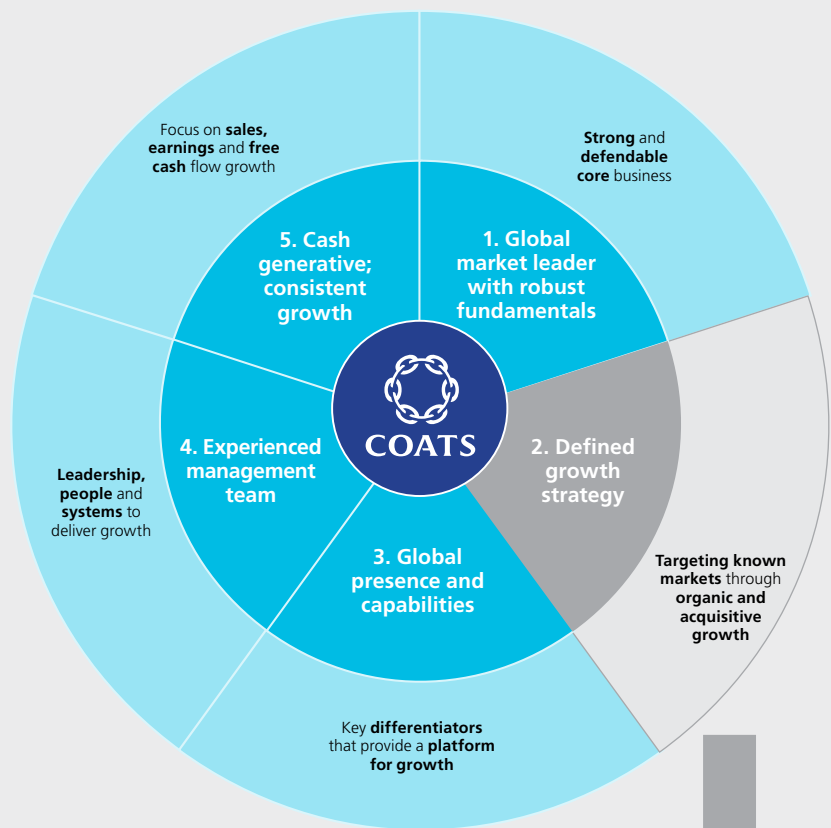 Focus on sales,
earnings and free
cash flow growth
Strong and
defendable
core business
5. Cash
generative;
consistent
growth
1. Global
market leader
with robust
fundamentals
COATS
4. Experienced
management
team
2. Defined
growth
strategy
Leadership,
people and
systems to
deliver growth
3. Global
presence and
capabilities
Targeting known
markets through
organic and
acquisitive
growth
Key differentiators
that provide a platform
for growth